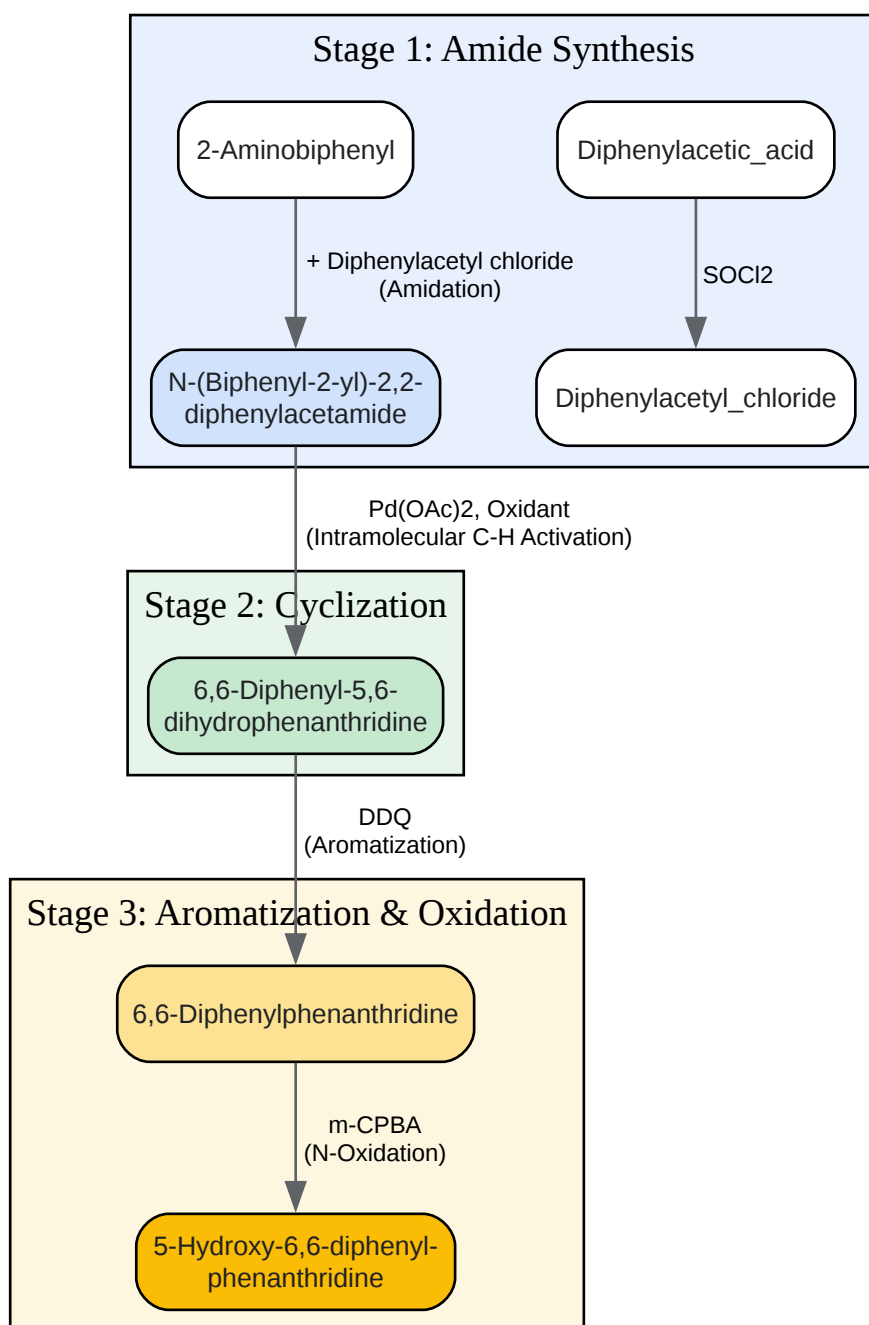 Stage 1: Amide Synthesis
2-Aminobiphenyl
Diphenylacetic_acid
+ Diphenylacetyl chloride
(Amidation)
SOCl2
N-(Biphenyl-2-yl)-2,2-
diphenylacetamide
Diphenylacetyl_chloride
Pd(OAc)2, Oxidant
(Intramolecular C-H Activation)
Stage 2: Cyclization
6,6-Diphenyl-5,6-
dihydrophenanthridine
DDQ
(Aromatization)
Stage 3: Aromatization & Oxidation
6,6-Diphenylphenanthridine
m-CPBA
(N-Oxidation)
5-Hydroxy-6,6-diphenyl-
phenanthridine